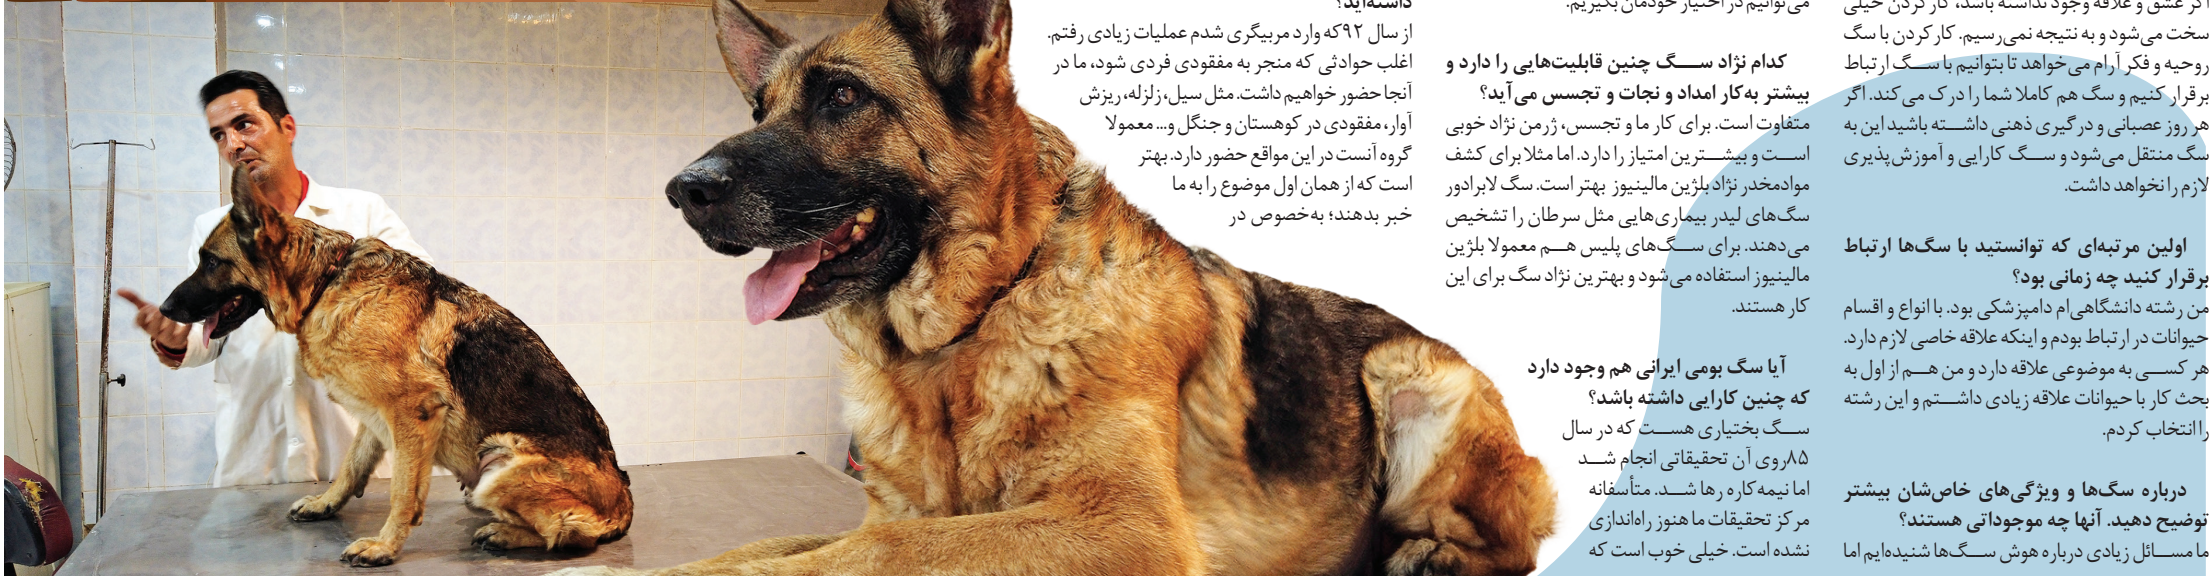 اگر عشق و علاقه وجود نداشته باشد، کار کردن خیلی
سخت می‌شود و به نتیجه نمی‌رسیم. کار کردن با سگ
روحیه و فکر آرام می‌خواهد تا بتوانیم با سگ ارتباط
برقرار کنیم و سگ هم کاملا شما را درک می‌کند. اگر
هر روز عصبانی و درگیری ذهنی داشته باشید این به
سگ منتقل می‌شود و سگ کارایی و آموزش‌پذیری
لازم را نخواهد داشت.
اولین مرتبه‌ای که توانستید با سگ‌ها ارتباط
برقرار کنید چه زمانی بود؟
من رشته دانشگاهی‌ام دامپزشکی بود. با انواع و اقسام
حیوانات در ارتباط بودم و اینکه علاقه خاصی لازم دارد.
هر کسی به موضوعی علاقه دارد و من هم از اول به
بحث کار با حیوانات علاقه زیادی داشتم و این رشته
را انتخاب کردم.
درباره سگ‌ها و ویژگی‌های خاص‌شان بیشتر
توضیح دهید. آنها چه موجوداتی هستند؟
ما مسائل زیادی درباره هوش سگ‌ها شنیده‌ایم اما
می‌توانیم در اختیار خودمان بگیریم.
کدام نژاد سگ چنین قابلیت‌هایی را دارد و
بیشتر به کار امداد و نجات و تجسس می‌آید؟
متفاوت است. برای کار ما و تجسس، ژرمن نژاد خوبی
است و بیشترین امتیاز را دارد. اما مثلا برای کشف
موادمخدر نژاد بلژین مالینیوز بهتر است. سگ لابرادور
سگ‌های لیدر بیماری‌هایی مثل سرطان را تشخیص
می‌دهند. برای سگ‌های پلیس هم معمولا بلژین
مالینیوز استفاده می‌شود و بهترین نژاد سگ برای این
کار هستند.
آیا سگ بومی ایرانی هم وجود دارد
که چنین کارایی داشته باشد؟
سگ بختیاری هست که در سال
۸۵روی آن تحقیقاتی انجام شد
اما نیمه‌کاره رها شد. متأسفانه
مرکز تحقیقات ما هنوز راه‌اندازی
نشده است. خیلی خوب است که
داشته‌اید؟
از سال ۹۲که وارد مربیگری شدم عملیات زیادی رفتم.
اغلب حوادثی که منجر به مفقودی فردی شود، ما در
آنجا حضور خواهیم داشت. مثل سیل، زلزله، ریزش
آوار، مفقودی در کوهستان و جنگل و... معمولا
گروه آنست در این مواقع حضور دارد. بهتر
است که از همان اول موضوع را به ما
خبر بدهند؛ به‌خصوص در